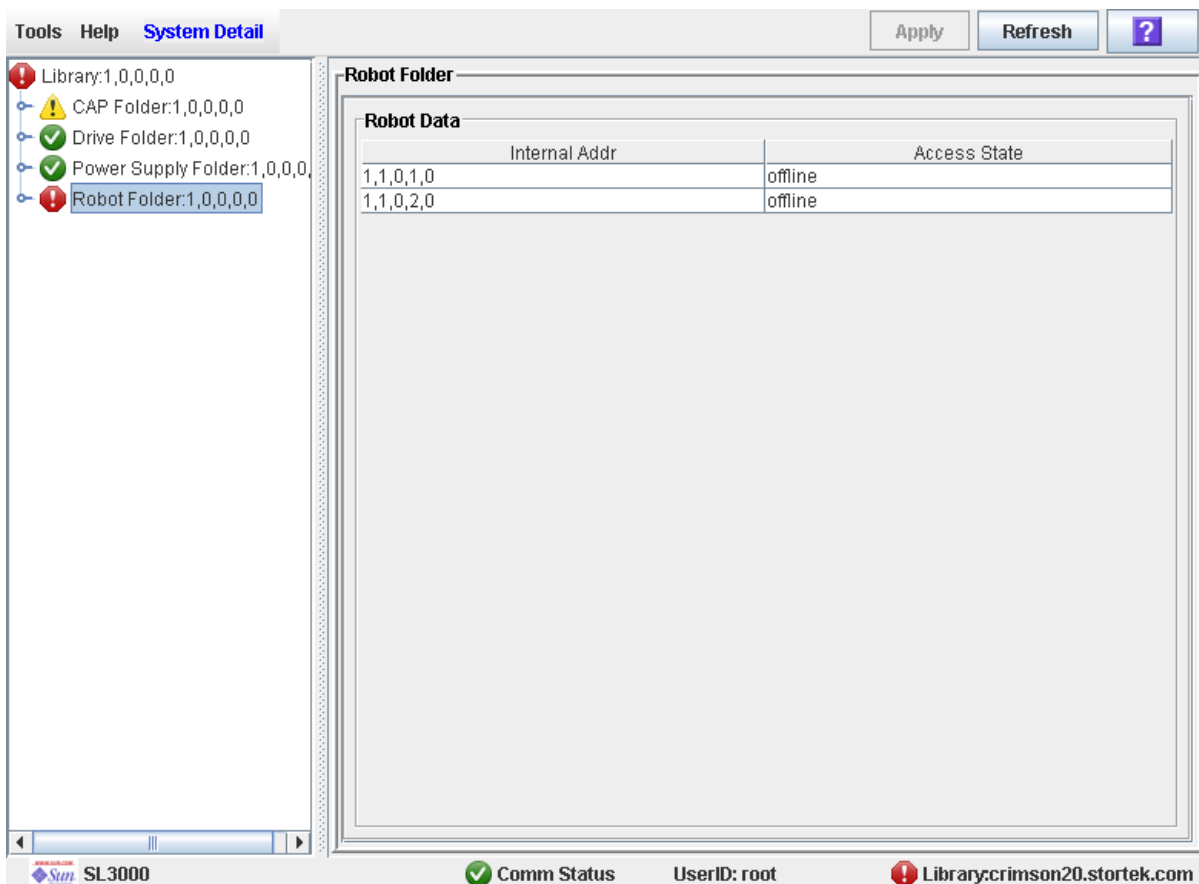 Tools Help System Detail Apply Refresh ?
Library:1,0,0,0,0
CAP Folder:1,0,0,0,0
Drive Folder:1,0,0,0,0
Power Supply Folder:1,0,0,0,
Robot Folder:1,0,0,0,0
Robot Folder
Robot Data
Internal Addr Access State
1,1,0,1,0 offline
1,1,0,2,0 offline
Sun SL3000 Comm Status UserID: root Library:crimson20.stortek.com